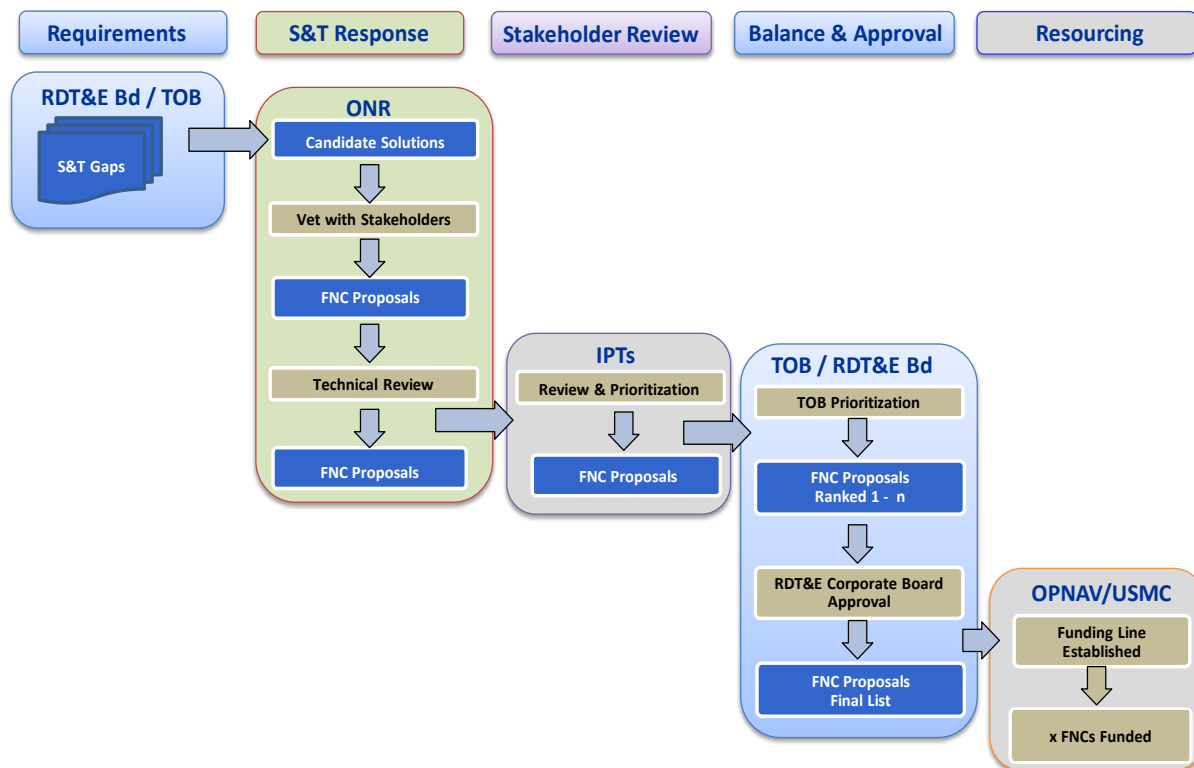 Requirements
S&T Response
Stakeholder Review
Balance & Approval
Resourcing
RDT&E Bd / TOB
S&T Gaps
ONR
Candidate Solutions
Vet with Stakeholders
FNC Proposals
Technical Review
FNC Proposals
IPTs
Review & Prioritization
FNC Proposals
TOB / RDT&E Bd
TOB Prioritization
FNC Proposals
Ranked 1 - n
RDT&E Corporate Board
Approval
FNC Proposals
Final List
OPNAV/USMC
Funding Line
Established
x FNCs Funded